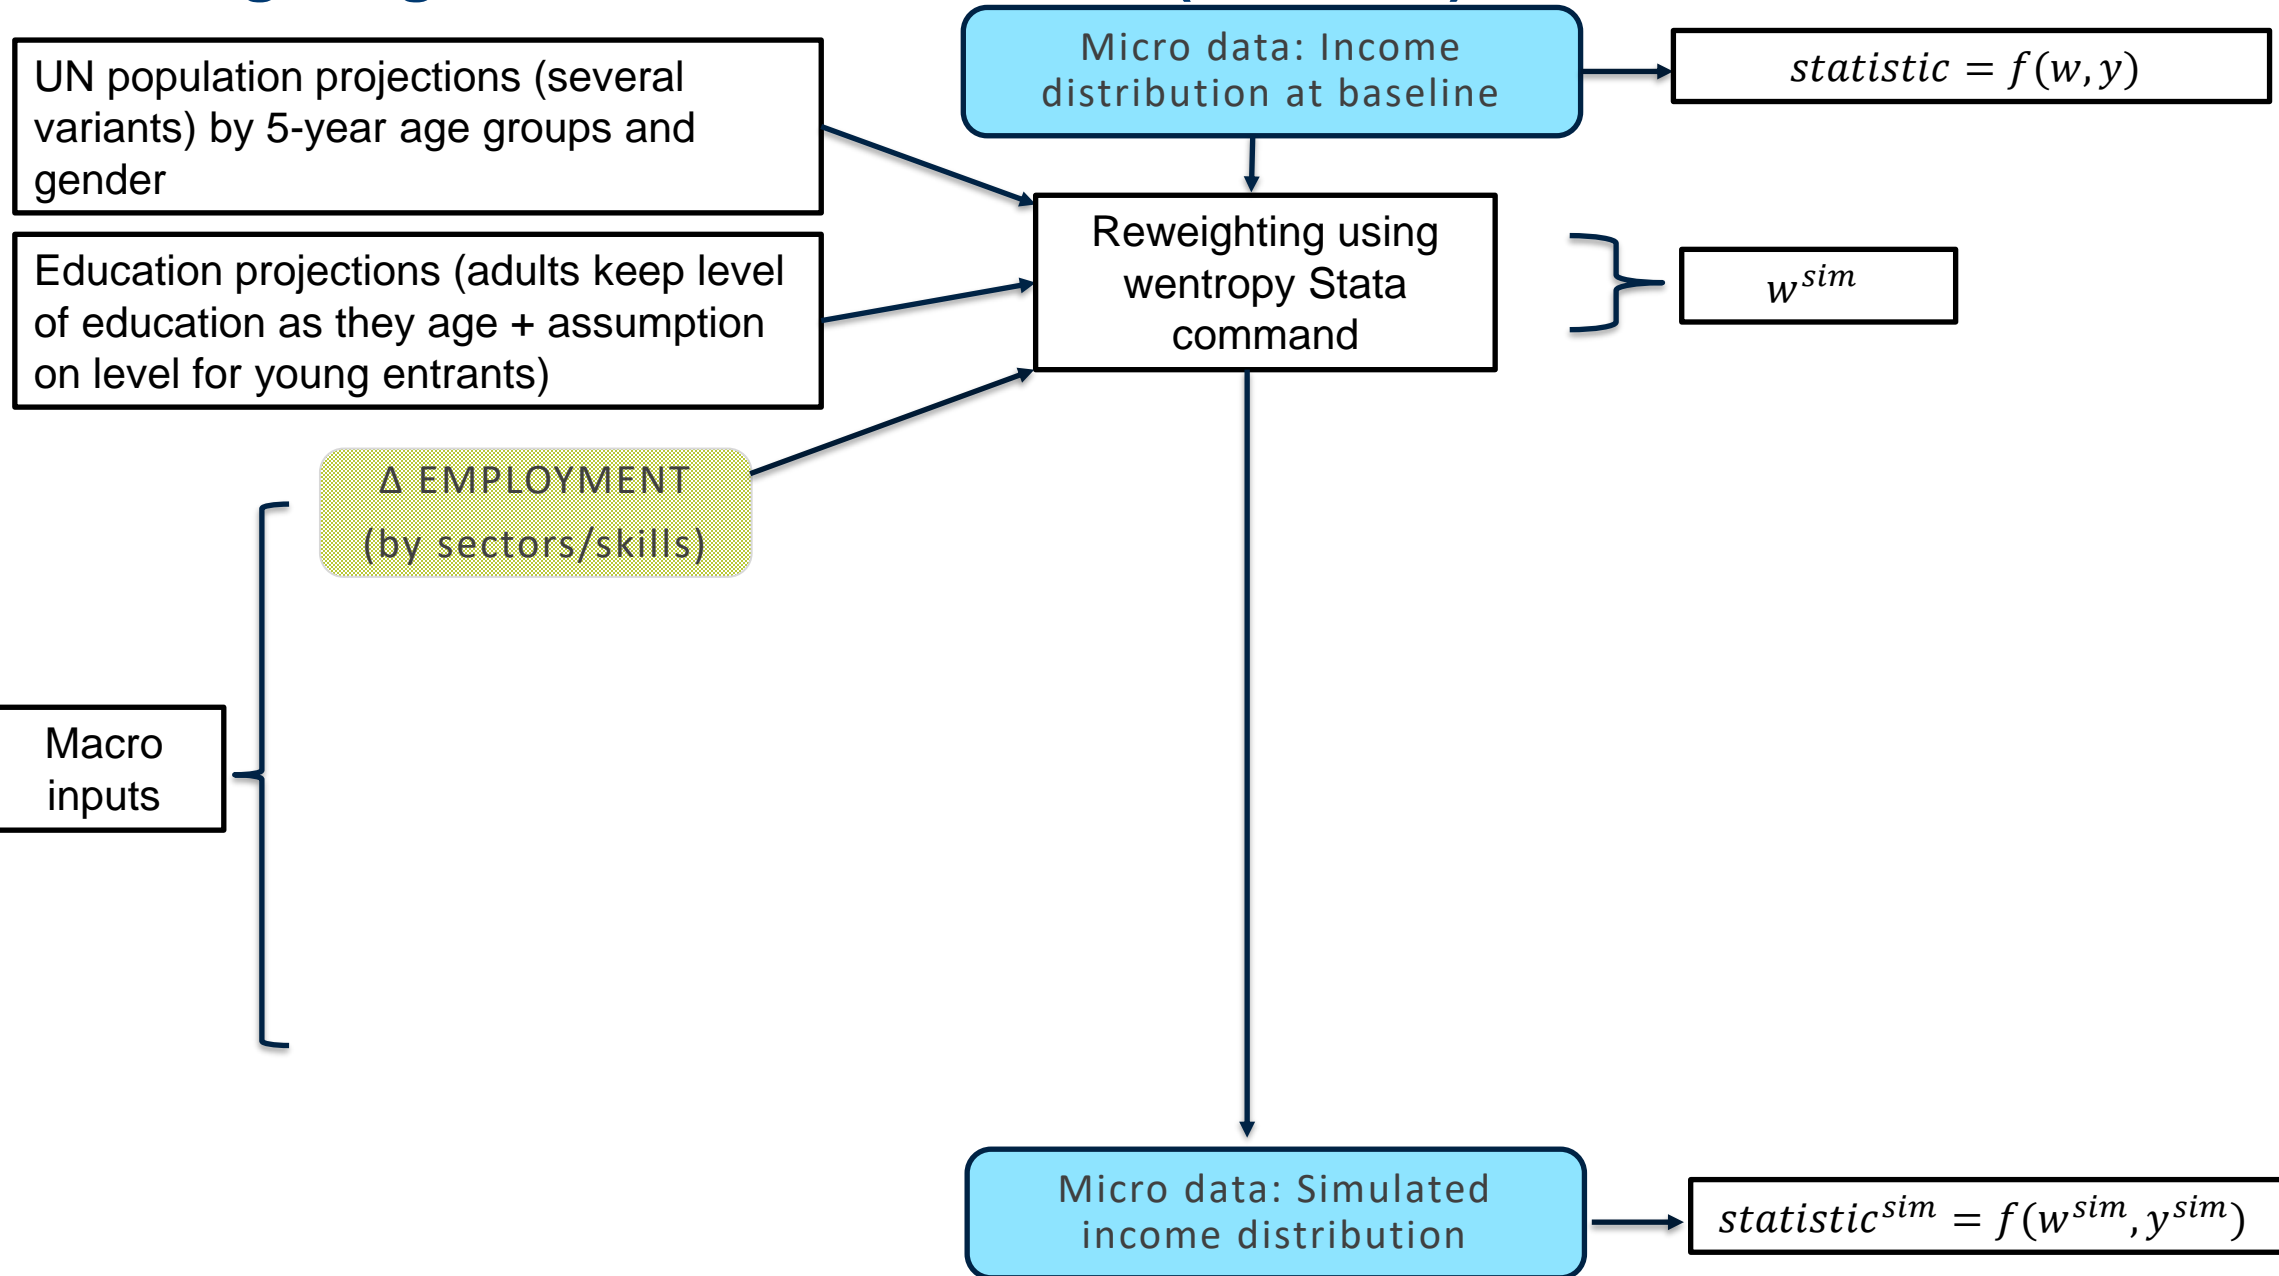 UN population projections (several
variants) by 5-year age groups and
gender
Micro data: Income
distribution at baseline
statistic = f(w, y)
Education projections (adults keep level
of education as they age + assumption
on level for young entrants)
Reweighting using
wentropy Stata
command
w^sim
Δ EMPLOYMENT
(by sectors/skills)
Macro
inputs
Micro data: Simulated
income distribution
statistic^sim = f(w^sim, y^sim)